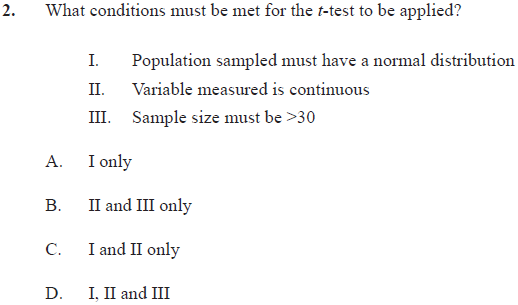 2. What conditions must be met for the t-test to be applied?
I. Population sampled must have a normal distribution
II. Variable measured is continuous
III. Sample size must be >30
A. I only
B. II and III only
C. I and II only
D. I, II and III